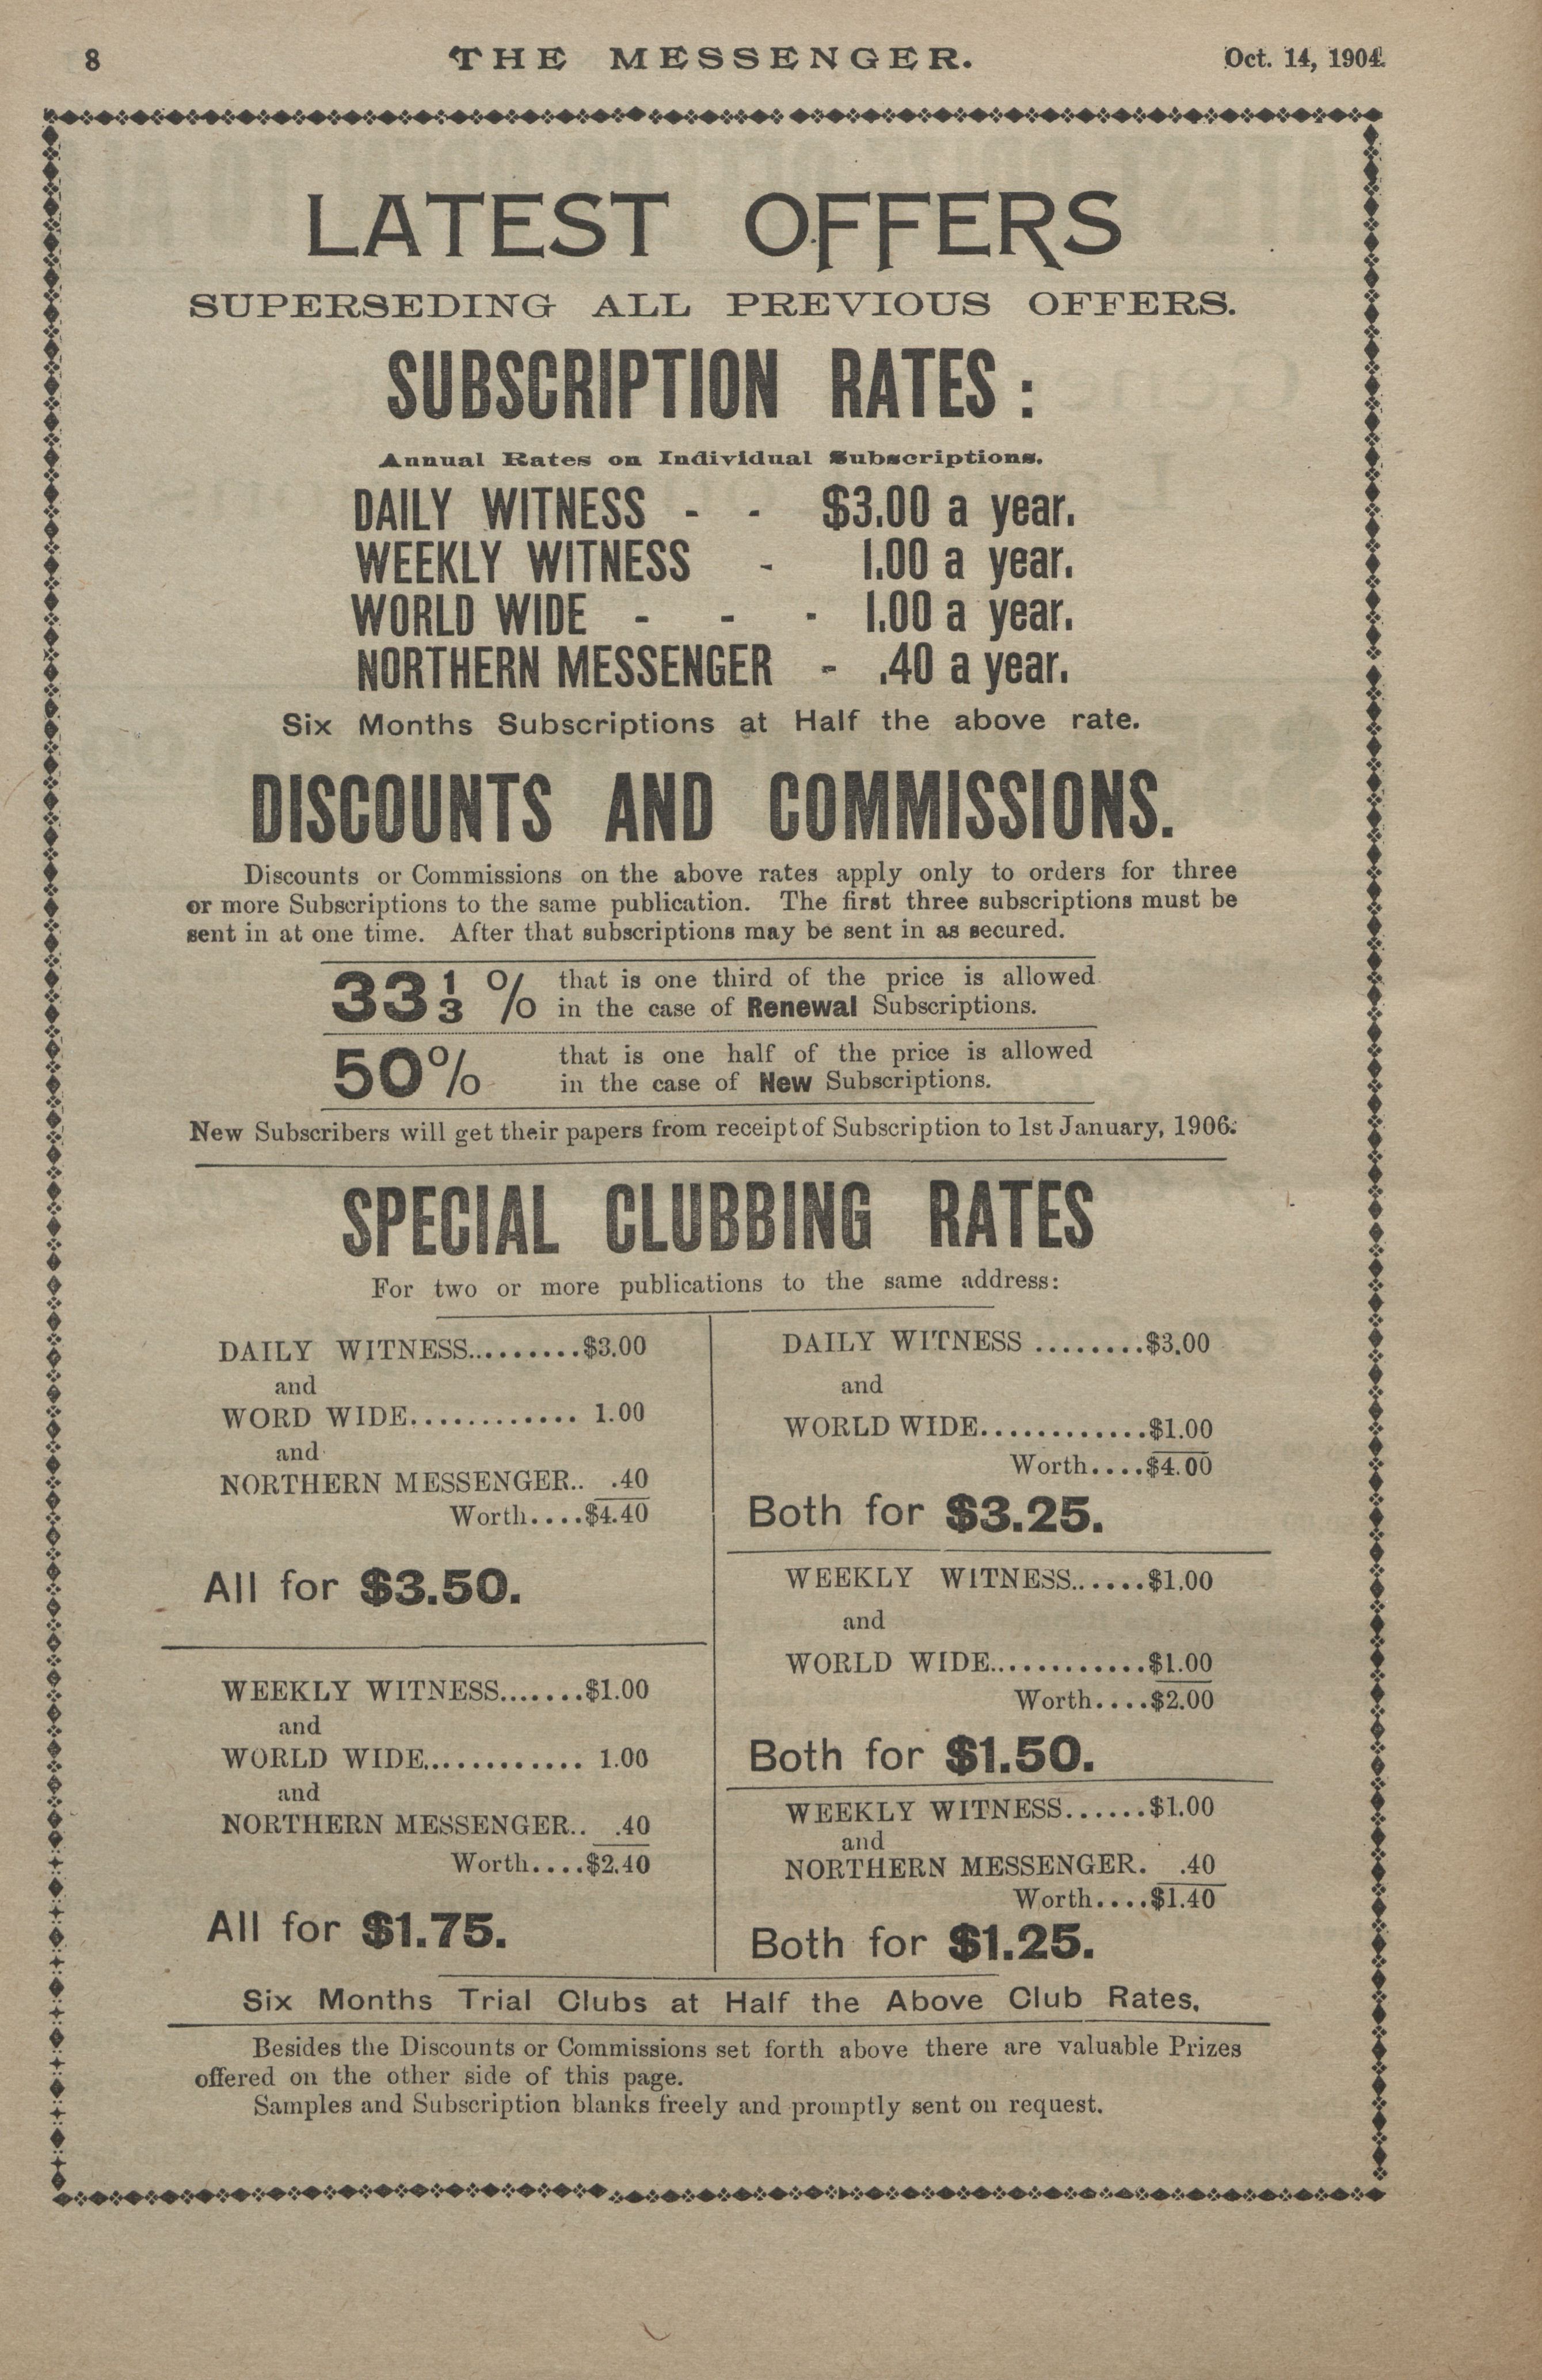 8 THE MESSENGER. Oct. 14, 1904.
LATEST OFFERS
SUPERSEDING ALL PREVIOUS OFFERS.
SUBSCRIPTION RATES :
Annual Rates on Individual Subscriptions.
DAILY WITNESS - - $3.00 a year.
WEEKLY WITNESS - 1.00 a year.
WORLD WIDE - - - 1.00 a year.
NORTHERN MESSENGER - .40 a year.
Six Months Subscriptions at Half the above rate.
DISCOUNTS AND COMMISSIONS.
Discounts or Commissions on the above rates apply only to orders for three
or more Subscriptions to the same publication. The first three subscriptions must be
sent in at one time. After that subscriptions may be sent in as secured.
33 1/3 % that is one third of the price is allowed
in the case of Renewal Subscriptions.
50% that is one half of the price is allowed
in the case of New Subscriptions.
New Subscribers will get their papers from receipt of Subscription to 1st January, 1906.
SPECIAL CLUBBING RATES
For two or more publications to the same address:
DAILY WITNESS.........$3.00
and
WORD WIDE............ 1.00
and
NORTHERN MESSENGER.. .40
Worth....$4.40
All for $3.50.
WEEKLY WITNESS.......$1.00
and
WORLD WIDE............ 1.00
and
NORTHERN MESSENGER.. .40
Worth....$2.40
All for $1.75.
DAILY WITNESS ........$3.00
and
WORLD WIDE............$1.00
Worth....$4.00
Both for $3.25.
WEEKLY WITNESS......$1.00
and
WORLD WIDE............$1.00
Worth....$2.00
Both for $1.50.
WEEKLY WITNESS......$1.00
and
NORTHERN MESSENGER. .40
Worth....$1.40
Both for $1.25.
Six Months Trial Clubs at Half the Above Club Rates.
Besides the Discounts or Commissions set forth above there are valuable Prizes
offered on the other side of this page.
Samples and Subscription blanks freely and promptly sent on request.